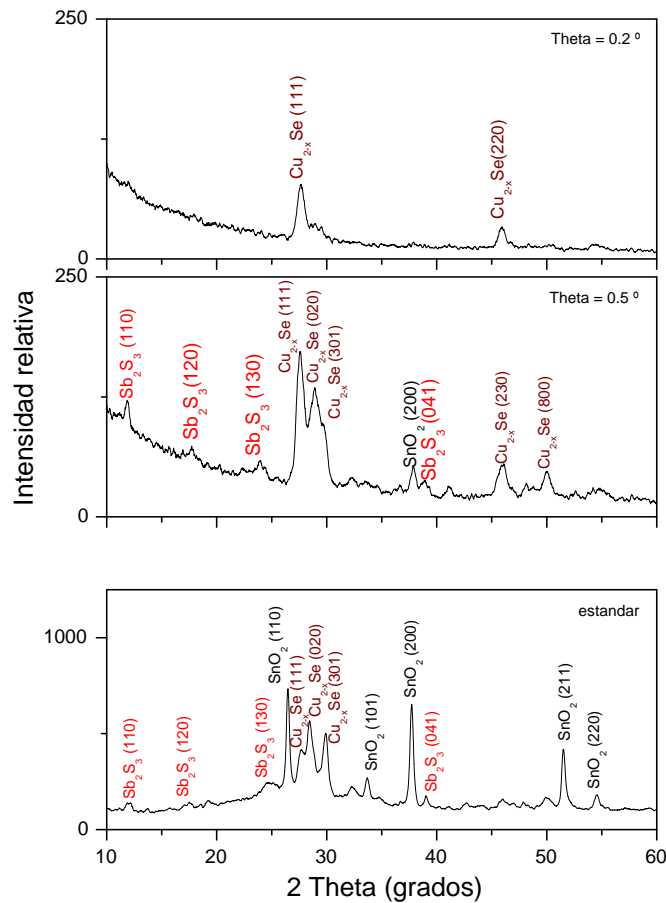 250
Theta = 0.2 º
Cu2-xSe (111)
Cu2-xSe(220)
0
250
Theta = 0.5 º
Sb2S3 (110)
Sb2S3 (120)
Sb2S3 (130)
Cu2-xSe (111)
Cu2-xSe (020)
Cu2-xSe (301)
SnO2 (200)
Sb2S3 (041)
Cu2-xSe (230)
Cu2-xSe (800)
0
Intensidad relativa
estandar
1000
Sb2S3 (110)
Sb2S3 (120)
Sb2S3 (130)
SnO2 (110)
Cu2-xSe (111)
Cu2-xSe (020)
Cu2-xSe (301)
SnO2 (101)
SnO2 (200)
Sb2S3 (041)
SnO2 (211)
SnO2 (220)
0
10 20 30 40 50 60
2 Theta (grados)